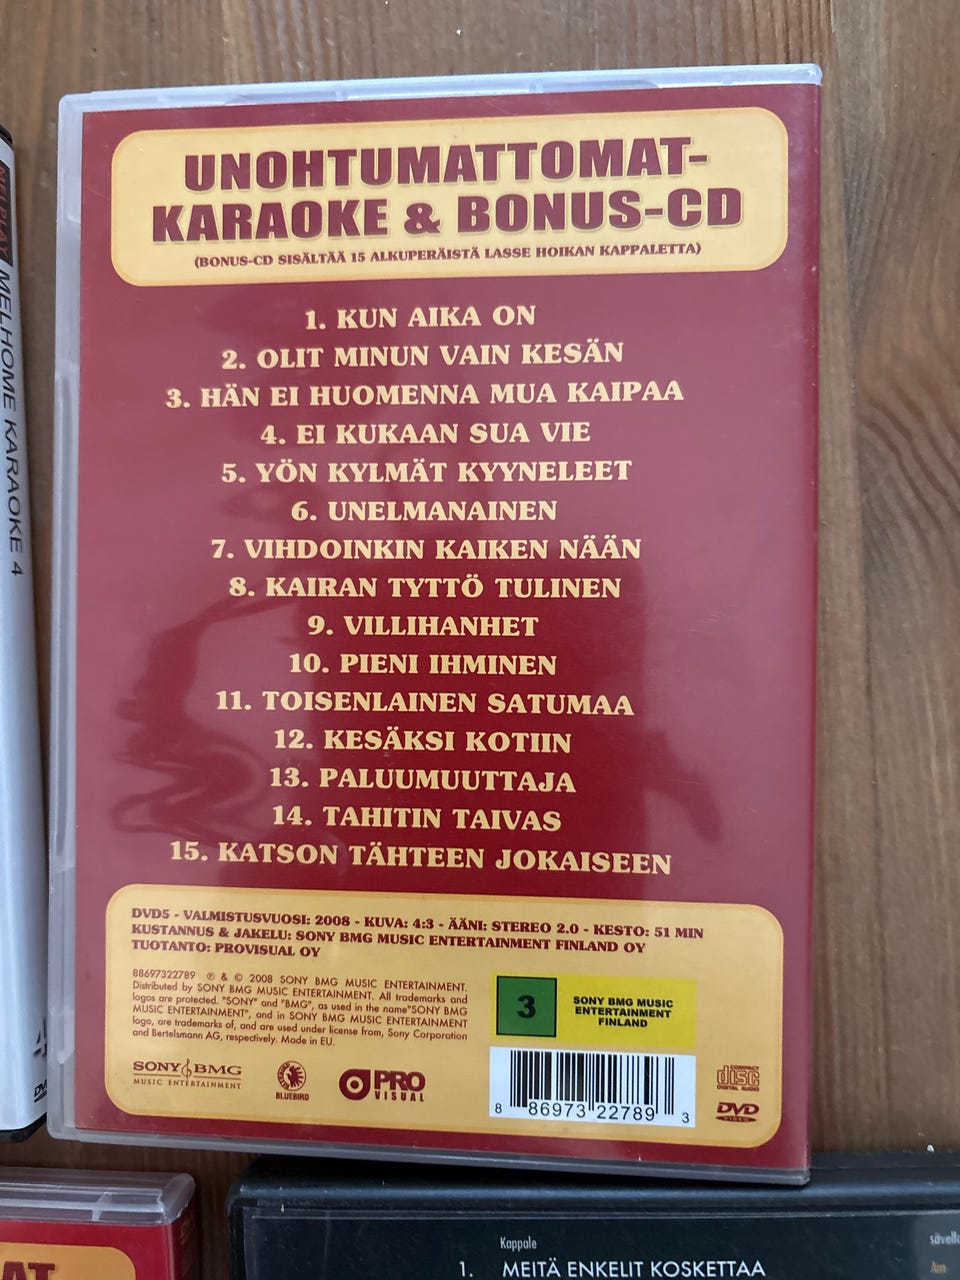 UNOHTUMATTOMAT-
KARAOKE & BONUS-CD
(BONUS-CD SISÄLTÄÄ 15 ALKUPERÄISTÄ LASSE HOIKAN KAPPALETTA)
1. KUN AIKA ON
2. OLIT MINUN VAIN KESÄN
3. HÄN EI HUOMENNA MUA KAIPAA
4. EI KUKAAN SUA VIE
5. YÖN KYLMÄT KYYNELEET
6. UNELMANAINEN
7. VIHDOINKIN KAIKEN NÄÄN
8. KAIRAN TYTTÖ TULINEN
9. VILLIHANHET
10. PIENI IHMINEN
11. TOISENLAINEN SATUMAA
12. KESÄKSI KOTIIN
13. PALUUMUUTTAJA
14. TAHITIN TAIVAS
15. KATSON TÄHTEEN JOKAISEEN
DVD5 - VALMISTUSVUOSI: 2008 - KUVA: 4:3 - ÄÄNI: STEREO 2.0 - KESTO: 51 MIN
KUSTANNUS & JAKELU: SONY BMG MUSIC ENTERTAINMENT FINLAND OY
TUOTANTO: PROVISUAL OY
88697322789 ℗ & © 2008 SONY BMG MUSIC ENTERTAINMENT.
Distributed by SONY BMG MUSIC ENTERTAINMENT. All trademarks and
logos are protected. "SONY" and "BMG", as used in the name"SONY BMG
MUSIC ENTERTAINMENT", and in SONY BMG MUSIC ENTERTAINMENT
logo, are trademarks of, and are used under license from, Sony Corporation
and Bertelsmann AG, respectively. Made in EU.
3
SONY BMG MUSIC
ENTERTAINMENT
FINLAND
SONY BMG
MUSIC ENTERTAINMENT
BLUEBIRD
PRO
VISUAL
8 86973 22789 3
COMPACT
disc
DIGITAL AUDIO
DVD
VIDEO
MELPLAY
MELHOME KARAOKE 4
Kappale
1. MEITÄ ENKELIT KOSKETTAA